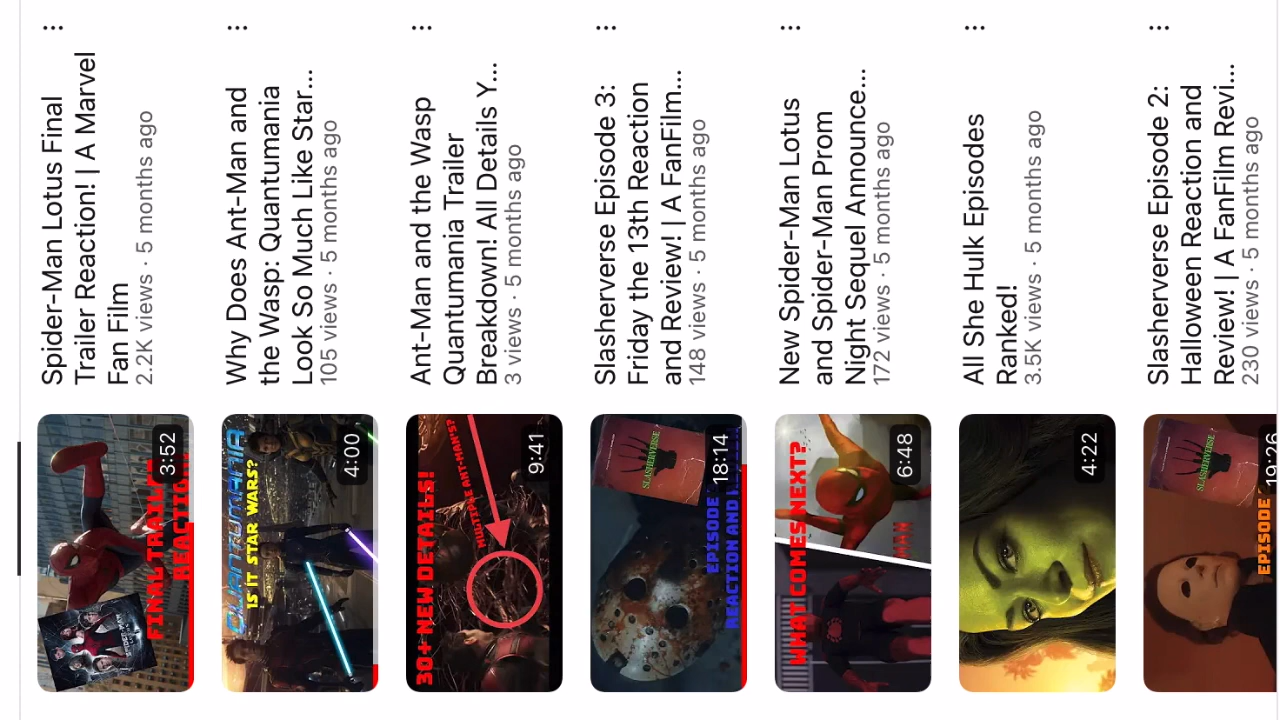 FINAL TRAILER
REACTION!
3:52
Spider-Man Lotus Final
Trailer Reaction! | A Marvel
Fan Film
2.2K views · 5 months ago
QUANTUMANIA
IS IT STAR WARS?
4:00
Why Does Ant-Man and
the Wasp: Quantumania
Look So Much Like Star...
105 views · 5 months ago
30+ NEW DETAILS!
MULTIPLE ANT-MAN'S?
9:41
Ant-Man and the Wasp
Quantumania Trailer
Breakdown! All Details Y...
3 views · 5 months ago
SLASHERVERSE
EPISODE
REACTION AND
18:14
Slasherverse Episode 3:
Friday the 13th Reaction
and Review! | A FanFilm...
148 views · 5 months ago
WHAT COMES NEXT?
MAN
6:48
New Spider-Man Lotus
and Spider-Man Prom
Night Sequel Announce...
172 views · 5 months ago
4:22
All She Hulk Episodes
Ranked!
3.5K views · 5 months ago
SLASHERVERSE
EPISODE
19:26
Slasherverse Episode 2:
Halloween Reaction and
Review! | A FanFilm Revi...
230 views · 5 months ago